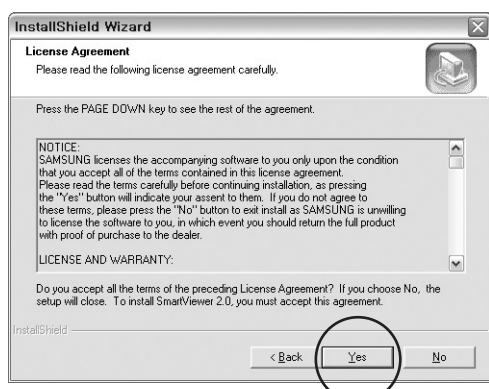 InstallShield Wizard
License Agreement
Please read the following license agreement carefully.
Press the PAGE DOWN key to see the rest of the agreement.
NOTICE:
SAMSUNG licenses the accompanying software to you only upon the condition
that you accept all of the terms contained in this license agreement.
Please read the terms carefully before continuing installation, as pressing
the "Yes" button will indicate your assent to them. If you do not agree to
these terms, please press the "No" button to exit install as SAMSUNG is unwilling
to license the software to you, in which event you should return the full product
with proof of purchase to the dealer.
LICENSE AND WARRANTY:
Do you accept all the terms of the preceding License Agreement? If you choose No, the
setup will close. To install SmartViewer 2.0, you must accept this agreement.
InstallShield
< Back
Yes
No